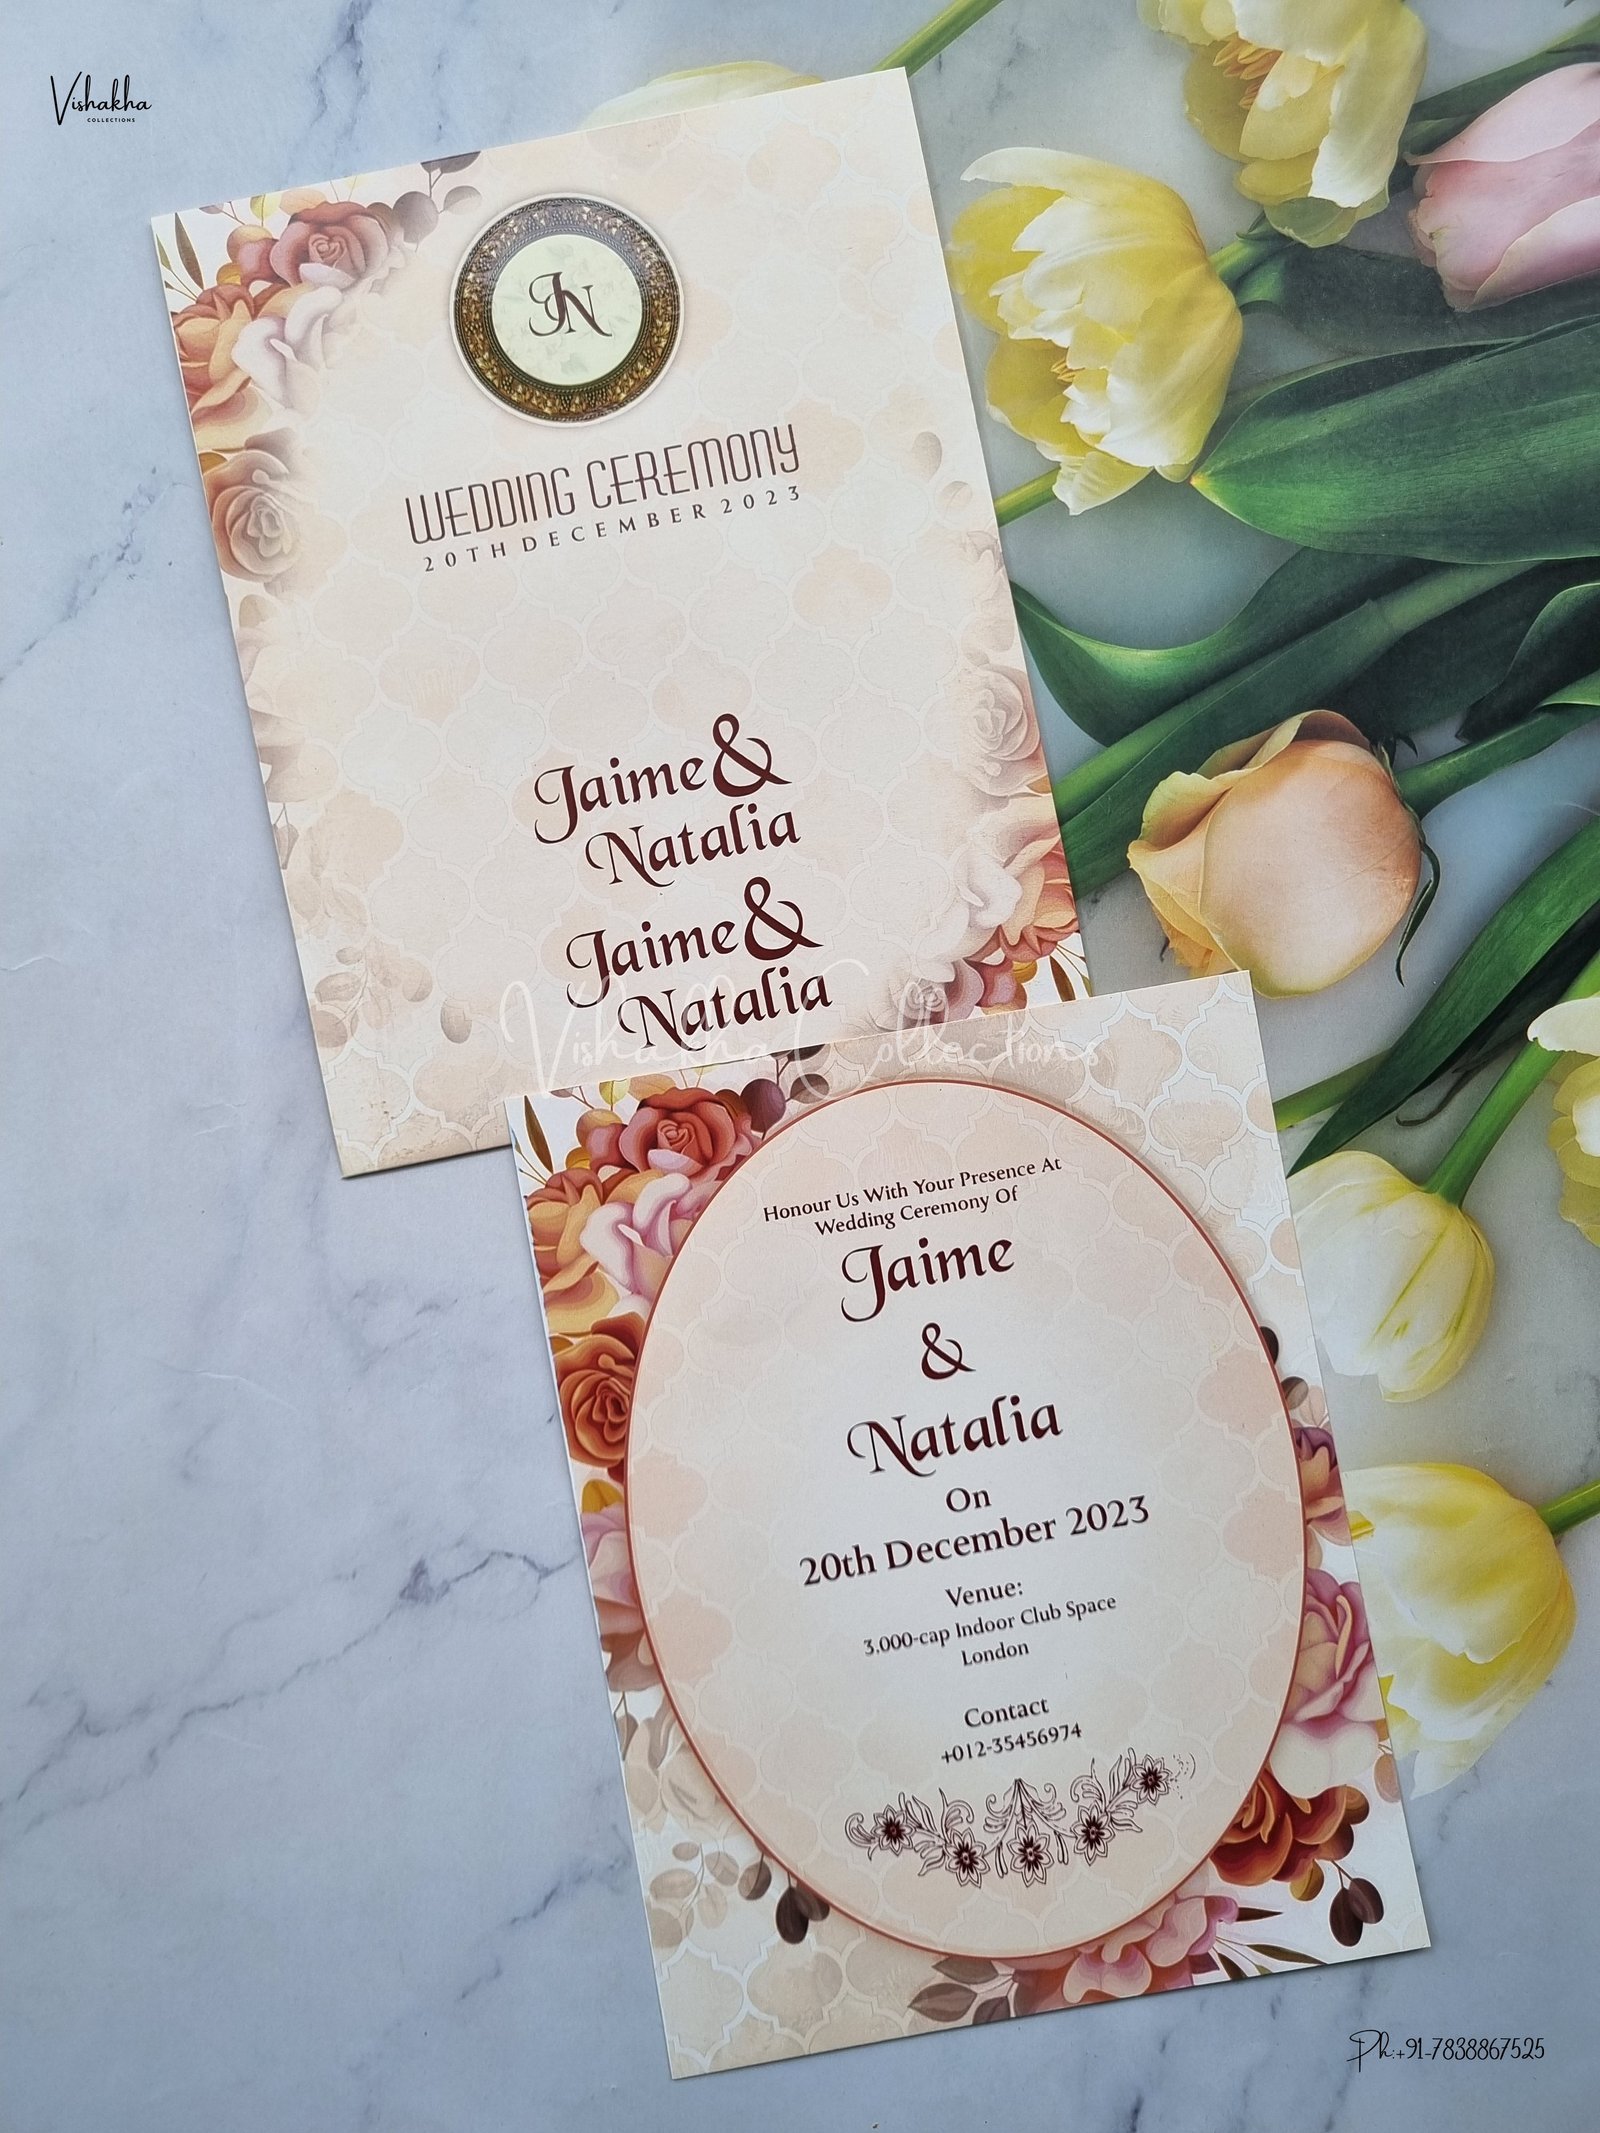 Vishakha
COLLECTIONS
JN
WEDDING CEREMONY
20TH DECEMBER 2023
Jaime &
Natalia
Jaime &
Natalia
Vishakha Collections
Honour Us With Your Presence At
Wedding Ceremony Of
Jaime
&
Natalia
On
20th December 2023
Venue:
3,000-cap Indoor Club Space
London
Contact
+012-35456974
Ph:+91-7838867525